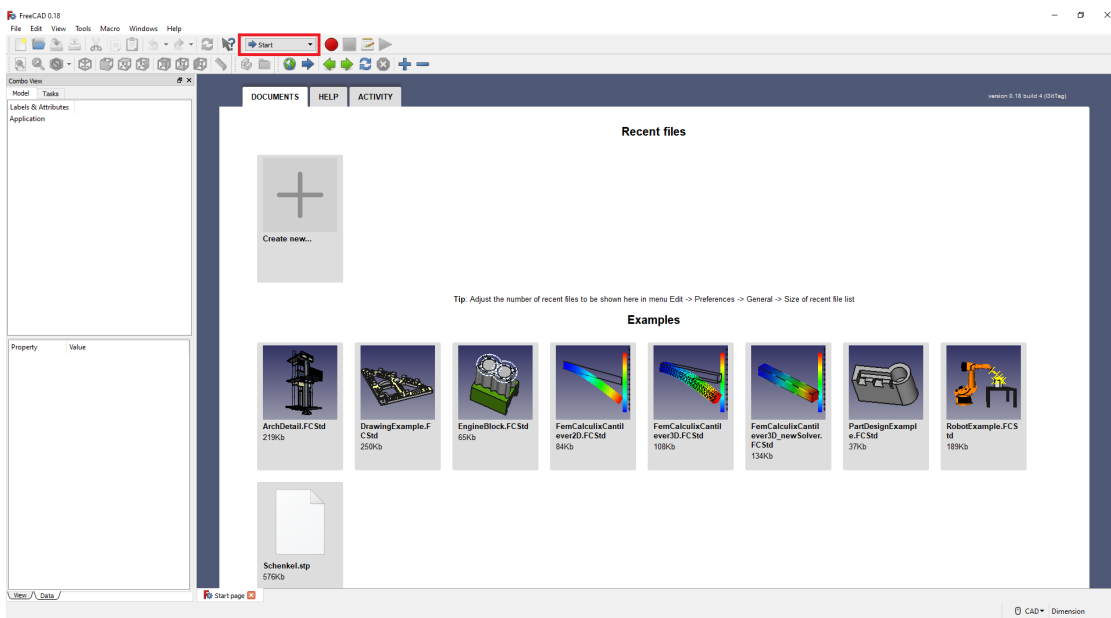 FreeCAD 0.18
File Edit View Tools Macro Windows Help
Start
Combo View
Model Tasks
Labels & Attributes
Application
DOCUMENTS HELP ACTIVITY
version 0.18 build 4 (GitTag)
Recent files
Create new...
Tip: Adjust the number of recent files to be shown here in menu Edit -> Preferences -> General -> Size of recent file list
Examples
Property Value
ArchDetail.FCStd
219Kb
DrawingExample.F
CStd
250Kb
EngineBlock.FCStd
65Kb
FemCalculixCantil
ever2D.FCStd
84Kb
FemCalculixCantil
ever3D.FCStd
108Kb
FemCalculixCantil
ever3D_newSolver.
FCStd
134Kb
PartDesignExampl
e.FCStd
37Kb
RobotExample.FCS
td
189Kb
Schenkel.stp
576Kb
View Data
Start page
CAD Dimension